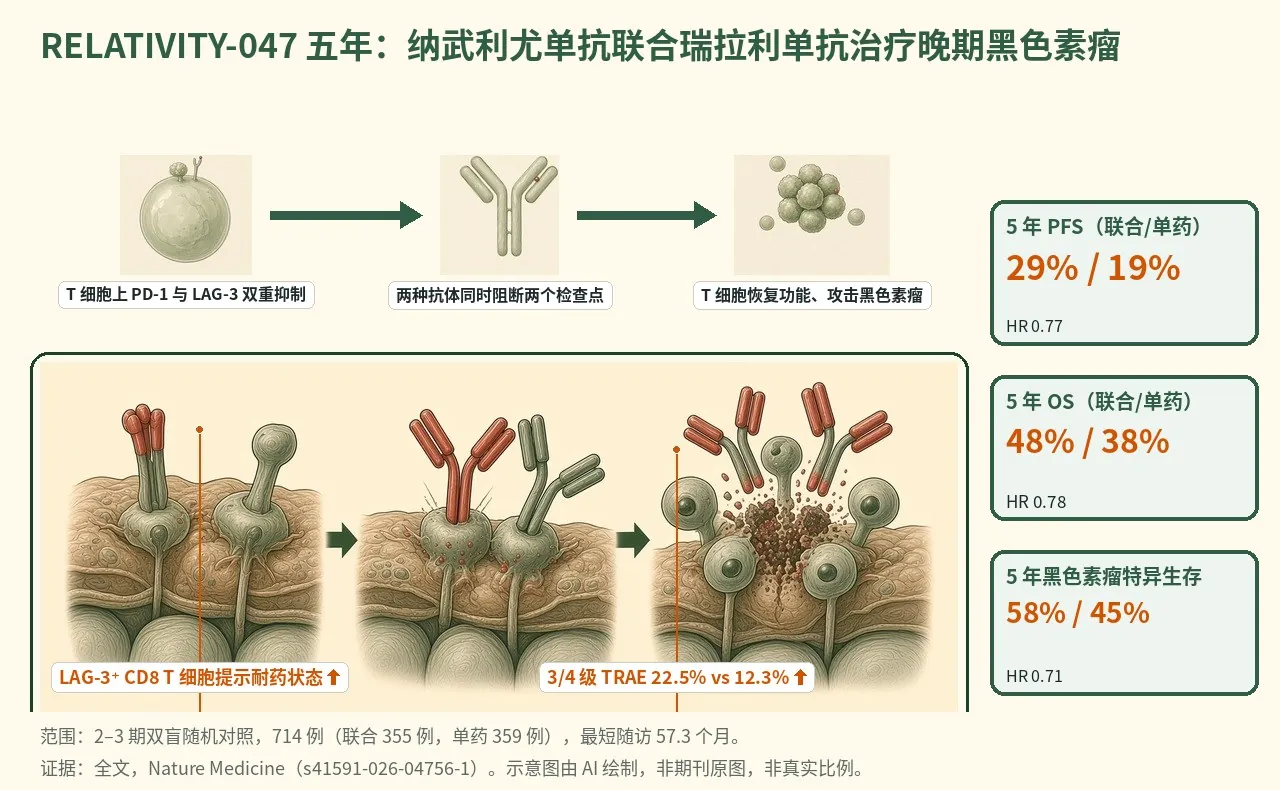 RELATIVITY-047 五年：纳武利尤单抗联合瑞拉利单抗治疗晚期黑色素瘤
T 细胞上 PD-1 与 LAG-3 双重抑制
两种抗体同时阻断两个检查点
T 细胞恢复功能、攻击黑色素瘤
5 年 PFS（联合/单药）
29% / 19%
HR 0.77
5 年 OS（联合/单药）
48% / 38%
HR 0.78
5 年黑色素瘤特异生存
58% / 45%
HR 0.71
LAG-3⁺ CD8 T 细胞提示耐药状态⬆
3/4 级 TRAE 22.5% vs 12.3%⬆
范围：2–3 期双盲随机对照，714 例（联合 355 例，单药 359 例），最短随访 57.3 个月。
证据：全文，Nature Medicine（s41591-026-04756-1）。示意图由 AI 绘制，非期刊原图，非真实比例。